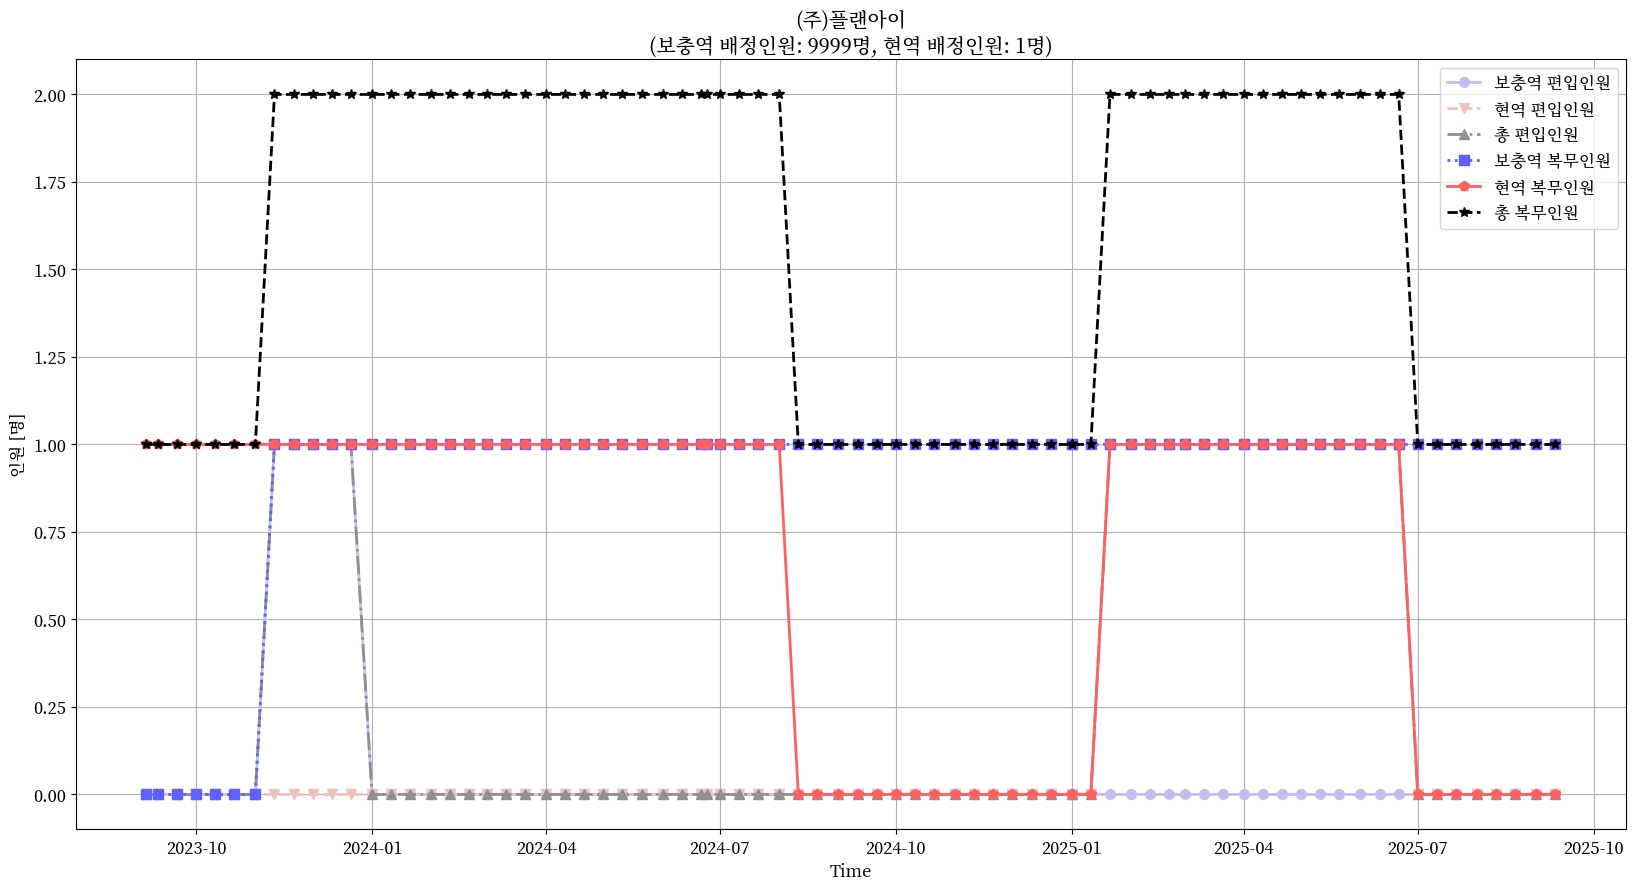 (주)플랜아이
(보충역 배정인원: 9999명, 현역 배정인원: 1명)
보충역 편입인원
현역 편입인원
총 편입인원
보충역 복무인원
현역 복무인원
총 복무인원
2.00
1.75
1.50
1.25
1.00
0.75
0.50
0.25
0.00
인원 [명]
2023-10 2024-01 2024-04 2024-07 2024-10 2025-01 2025-04 2025-07 2025-10
Time